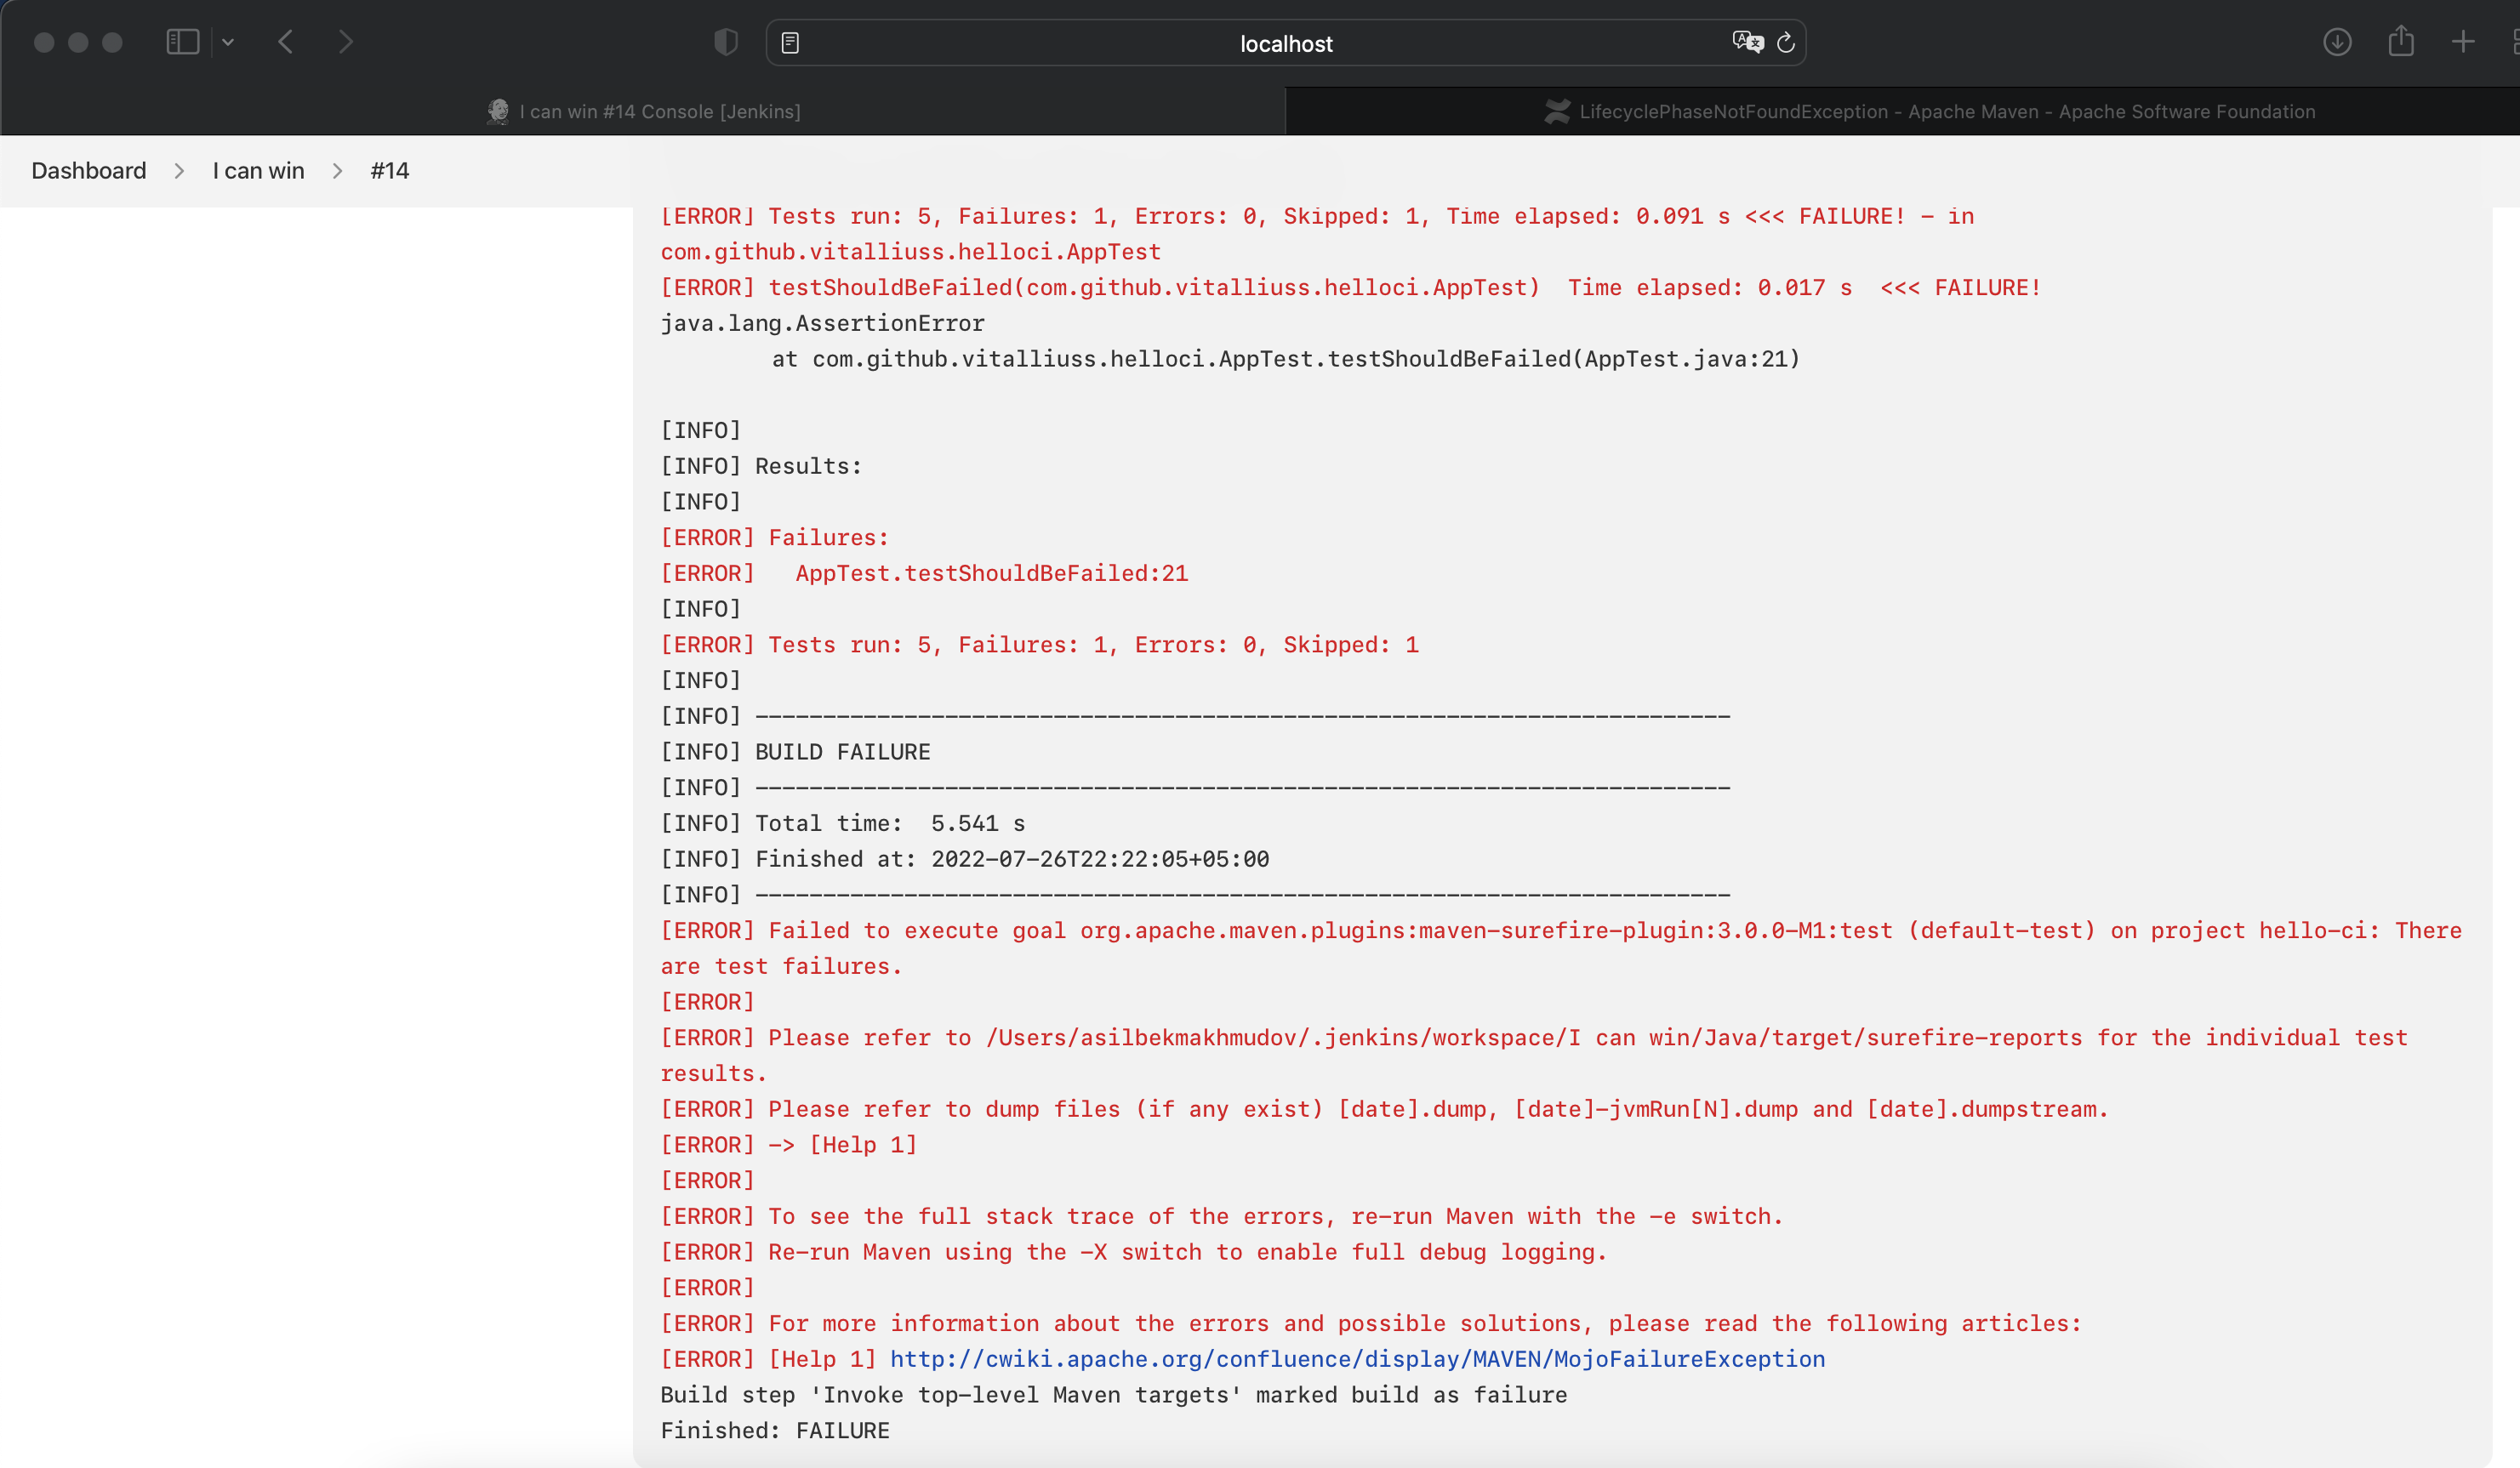 localhost
I can win #14 Console [Jenkins]
LifecyclePhaseNotFoundException - Apache Maven - Apache Software Foundation
Dashboard > I can win > #14
[ERROR] Tests run: 5, Failures: 1, Errors: 0, Skipped: 1, Time elapsed: 0.091 s <<< FAILURE! - in
com.github.vitalliuss.helloci.AppTest
[ERROR] testShouldBeFailed(com.github.vitalliuss.helloci.AppTest)  Time elapsed: 0.017 s  <<< FAILURE!
java.lang.AssertionError
at com.github.vitalliuss.helloci.AppTest.testShouldBeFailed(AppTest.java:21)
[INFO]
[INFO] Results:
[INFO]
[ERROR] Failures:
[ERROR]   AppTest.testShouldBeFailed:21
[INFO]
[ERROR] Tests run: 5, Failures: 1, Errors: 0, Skipped: 1
[INFO]
[INFO] ------------------------------------------------------------------------
[INFO] BUILD FAILURE
[INFO] ------------------------------------------------------------------------
[INFO] Total time:  5.541 s
[INFO] Finished at: 2022-07-26T22:22:05+05:00
[INFO] ------------------------------------------------------------------------
[ERROR] Failed to execute goal org.apache.maven.plugins:maven-surefire-plugin:3.0.0-M1:test (default-test) on project hello-ci: There
are test failures.
[ERROR]
[ERROR] Please refer to /Users/asilbekmakhmudov/.jenkins/workspace/I can win/Java/target/surefire-reports for the individual test
results.
[ERROR] Please refer to dump files (if any exist) [date].dump, [date]-jvmRun[N].dump and [date].dumpstream.
[ERROR] -> [Help 1]
[ERROR]
[ERROR] To see the full stack trace of the errors, re-run Maven with the -e switch.
[ERROR] Re-run Maven using the -X switch to enable full debug logging.
[ERROR]
[ERROR] For more information about the errors and possible solutions, please read the following articles:
[ERROR] [Help 1] http://cwiki.apache.org/confluence/display/MAVEN/MojoFailureException
Build step 'Invoke top-level Maven targets' marked build as failure
Finished: FAILURE